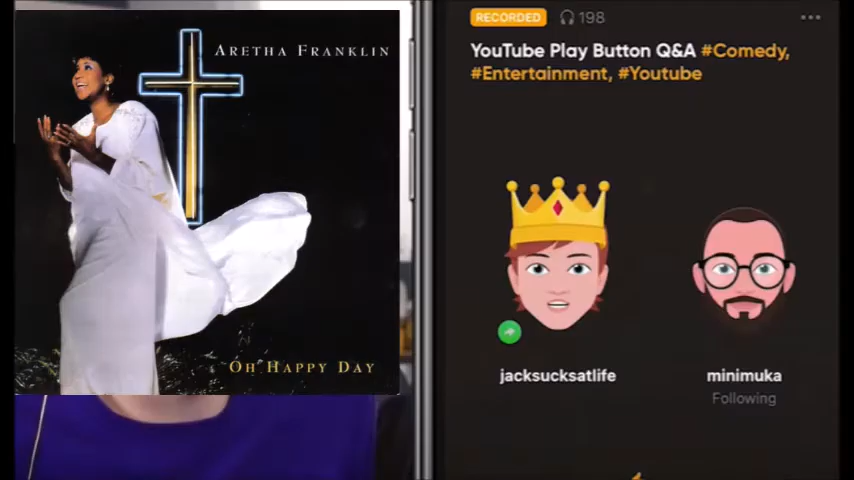 ARETHA FRANKLIN
OH HAPPY DAY
RECORDED 198
YouTube Play Button Q&A #Comedy,
#Entertainment, #Youtube
jacksucksatlife
minimuka
Following